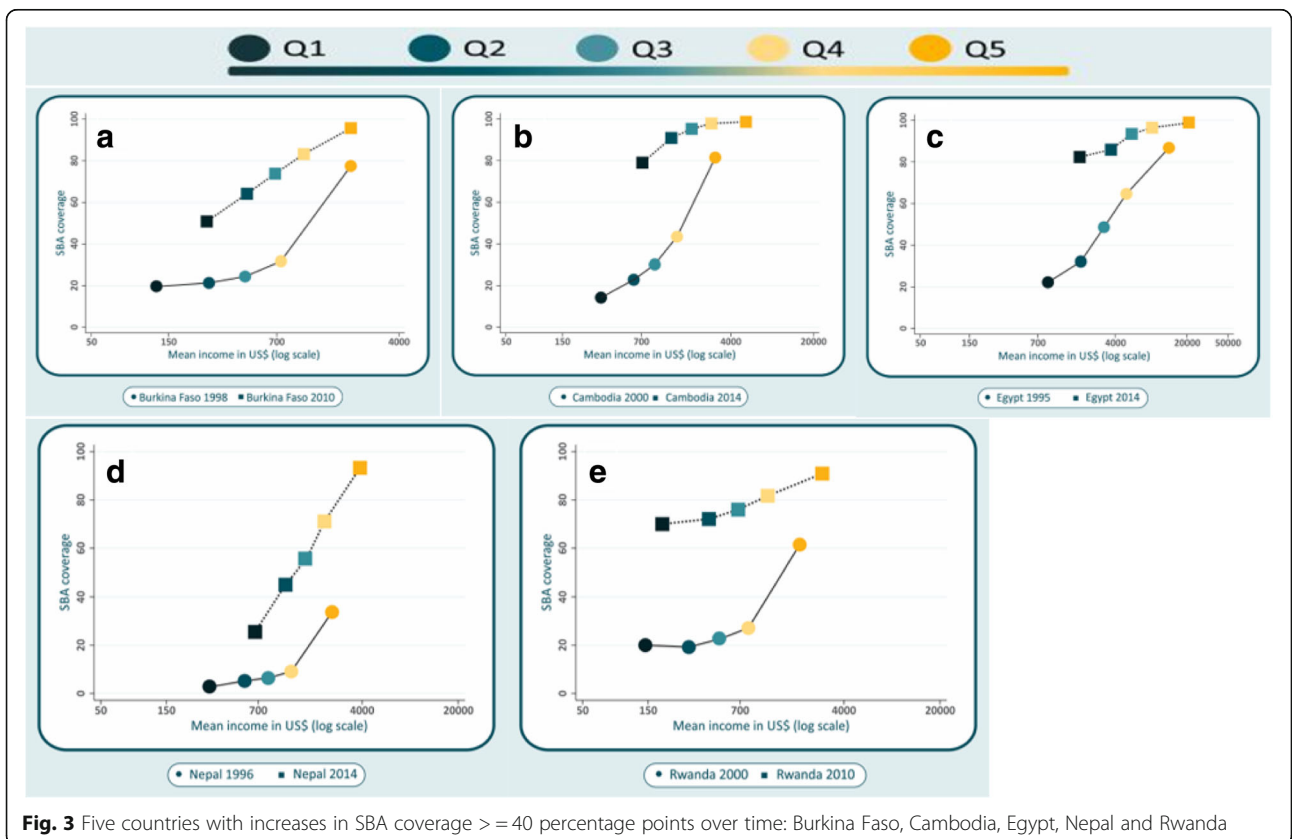 Q1 Q2 Q3 Q4 Q5
a
SBA coverage
100
80
60
40
20
0
50 150 700 4000
Mean income in US$ (log scale)
Burkina Faso 1998 Burkina Faso 2010
b
SBA coverage
100
80
60
40
20
0
50 150 700 4000 20000
Mean income in US$ (log scale)
Cambodia 2000 Cambodia 2014
c
SBA coverage
100
80
60
40
20
0
50 150 700 4000 20000 50000
Mean income in US$ (log scale)
Egypt 1995 Egypt 2014
d
SBA coverage
100
80
60
40
20
0
50 150 700 4000 20000
Mean income in US$ (log scale)
Nepal 1996 Nepal 2014
e
SBA coverage
100
80
60
40
20
0
50 150 700 4000 20000
Mean income in US$ (log scale)
Rwanda 2000 Rwanda 2010
Fig. 3 Five countries with increases in SBA coverage > = 40 percentage points over time: Burkina Faso, Cambodia, Egypt, Nepal and Rwanda